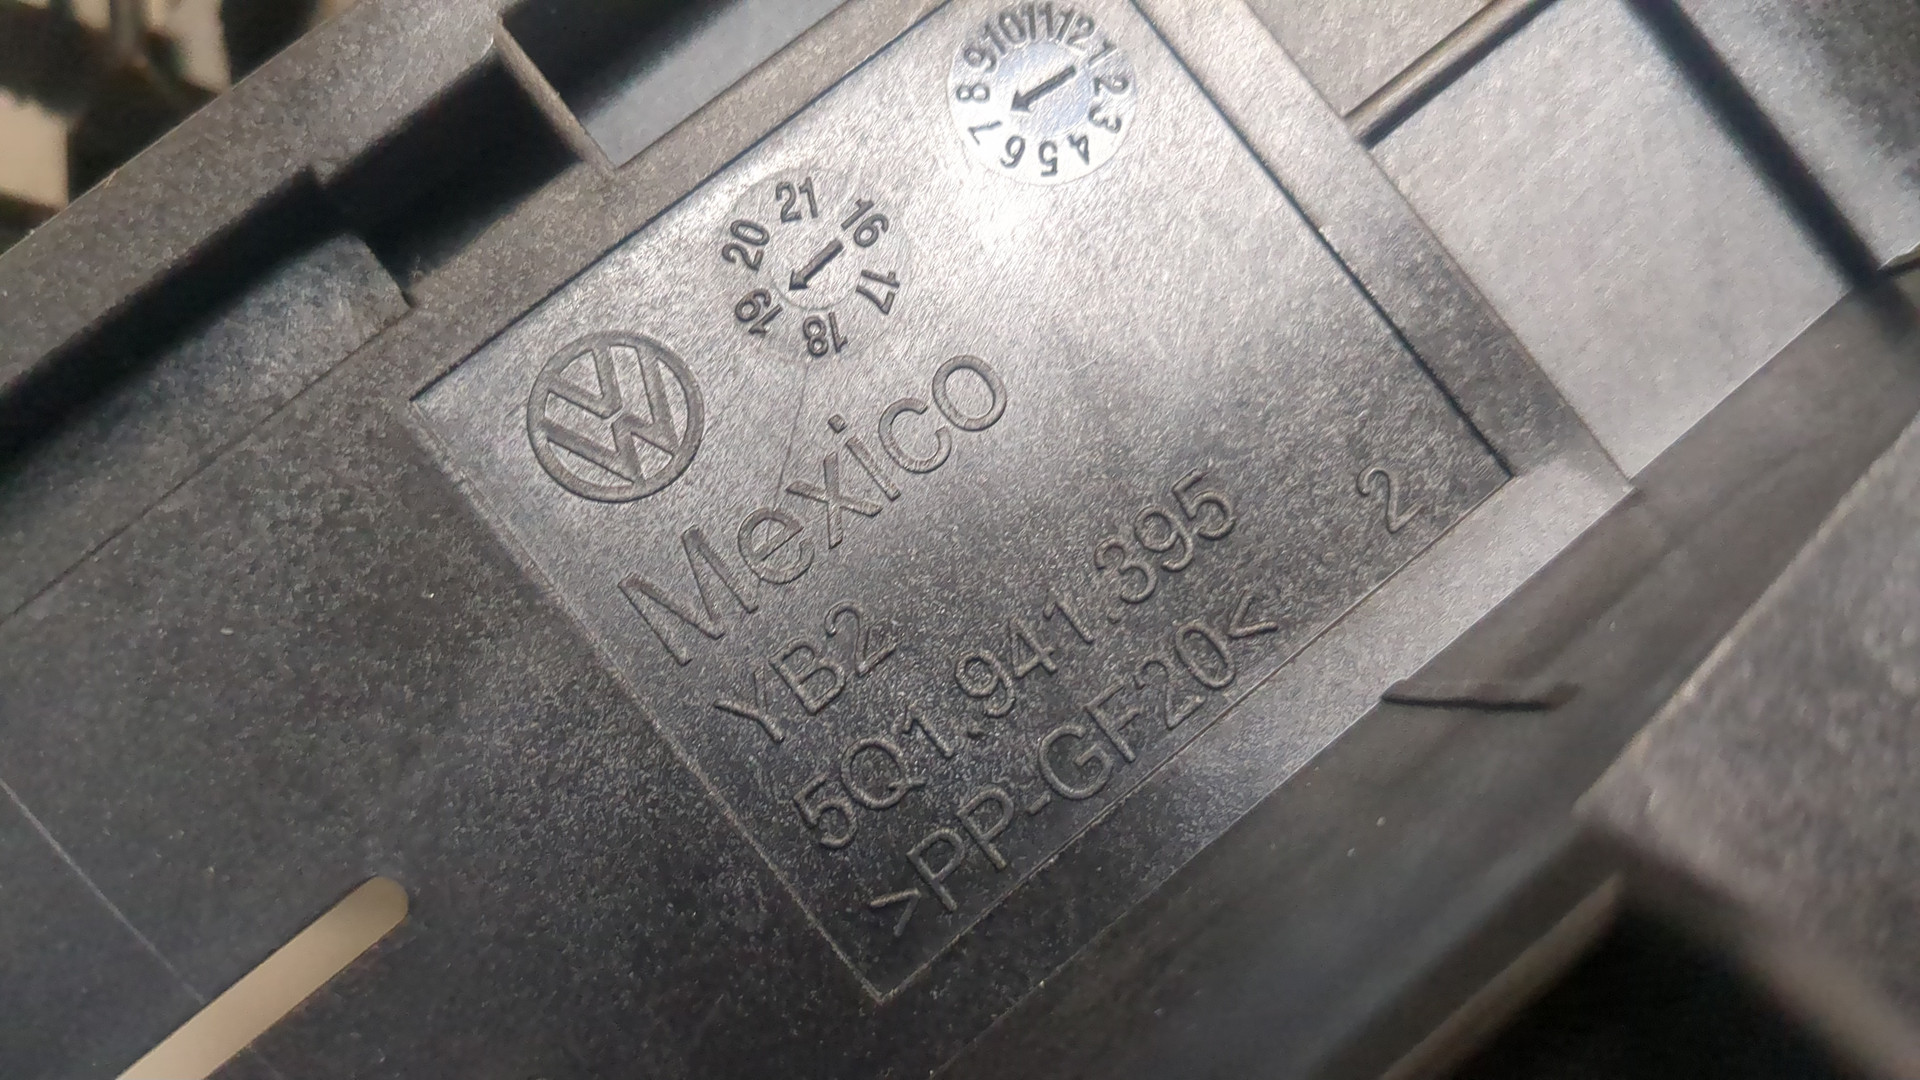 1 2 3 4 5 6 7 8 9 10 11 12
16 17 18 19 20 21
VW
Mexico
YB2
5Q1.941.395 2
>PP-GF20<